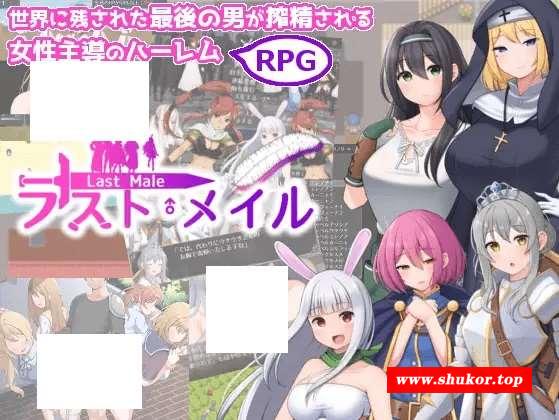 世界に残された最後の男が搾精される
女性主導のハーレム
RPG
Last Male
ラスト・メイル
www.shukor.top